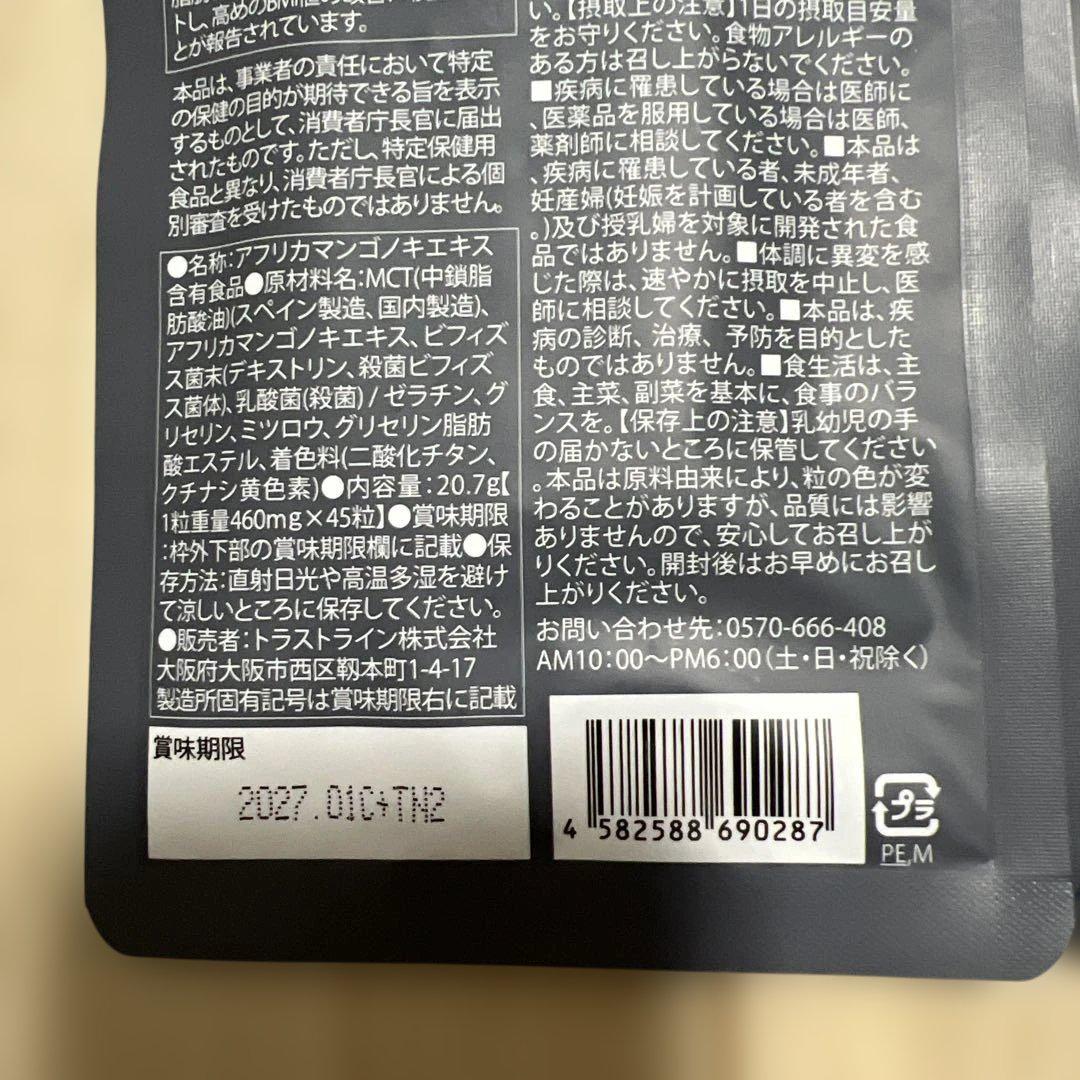 トし、高めのBMI値の改善
とが報告されています。
本品は、事業者の責任において特定
の保健の目的が期待できる旨を表示
するものとして、消費者庁長官に届出
されたものです。ただし、特定保健用
食品と異なり、消費者庁長官による個
別審査を受けたものではありません。
●名称:アフリカマンゴノキエキス
含有食品●原材料名:MCT(中鎖脂
肪酸油)(スペイン製造、国内製造)、
アフリカマンゴノキエキス、ビフィズ
ス菌末(デキストリン、殺菌ビフィズ
ス菌体)、乳酸菌(殺菌) / ゼラチン、グ
リセリン、ミツロウ、グリセリン脂肪
酸エステル、着色料(二酸化チタン、
クチナシ黄色素)●内容量:20.7g【
1粒重量460mg×45粒】●賞味期限
:枠外下部の賞味期限欄に記載●保
存方法:直射日光や高温多湿を避け
て涼しいところに保存してください。
●販売者:トラストライン株式会社
大阪府大阪市西区靱本町1-4-17
製造所固有記号は賞味期限右に記載
賞味期限
2027.01C+TH2
い。【摂取上の注意】1日の摂取目安量
をお守りください。食物アレルギーの
ある方は召し上がらないでください。
■疾病に罹患している場合は医師に
、医薬品を服用している場合は医師、
薬剤師に相談してください。■本品は
、疾病に罹患している者、未成年者、
妊産婦(妊娠を計画している者を含む
。)及び授乳婦を対象に開発された食
品ではありません。■体調に異変を感
じた際は、速やかに摂取を中止し、医
師に相談してください。■本品は、疾
病の診断、治療、予防を目的とした
ものではありません。■食生活は、主
食、主菜、副菜を基本に、食事のバラ
ンスを。【保存上の注意】乳幼児の手
の届かないところに保管してください
。本品は原料由来により、粒の色が変
わることがありますが、品質には影響
ありませんので、安心してお召し上が
りください。開封後はお早めにお召し
上がりください。
お問い合わせ先:0570-666-408
AM10:00～PM6:00(土・日・祝除く)
4 582588 690287
プラ
PE,M